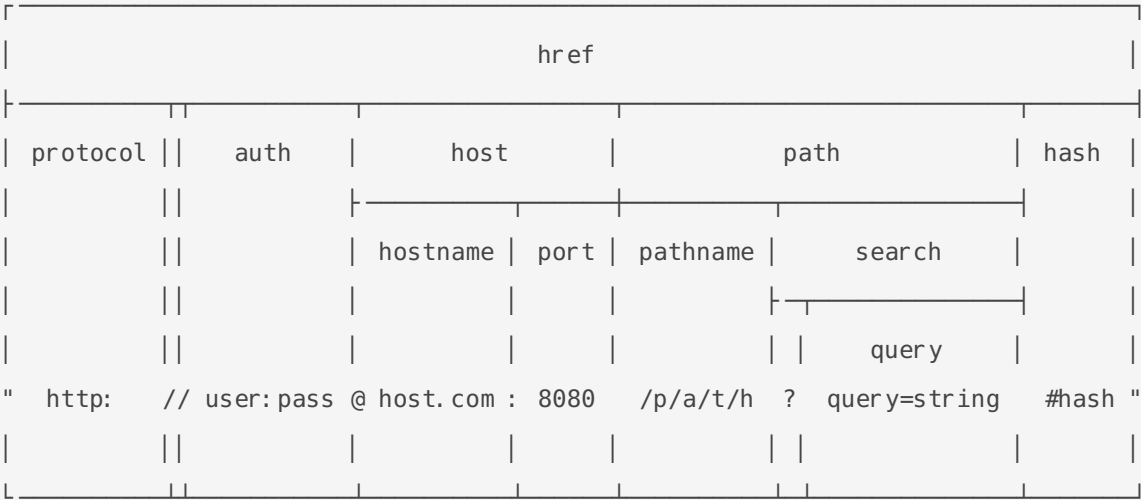 href
protocol auth host path hash
hostname port pathname search
query
" http: // user:pass @ host.com : 8080 /p/a/t/h ? query=string #hash "